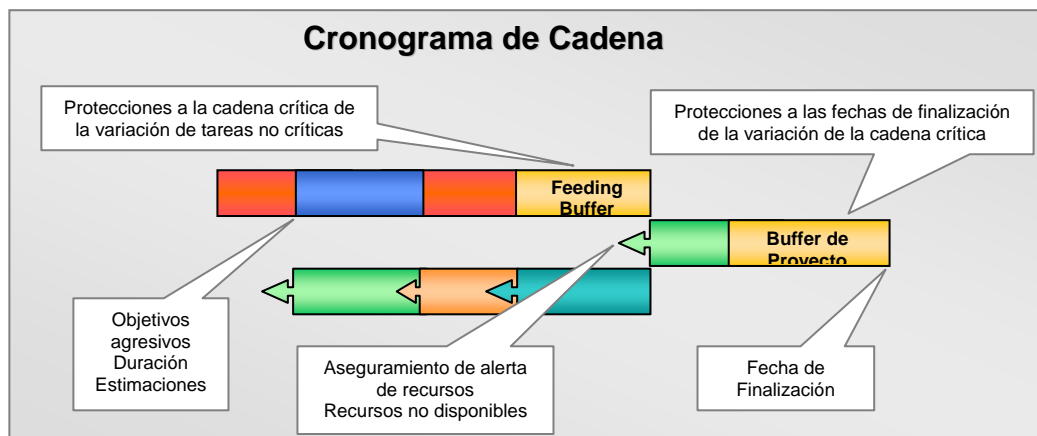 Cronograma de Cadena
Protecciones a la cadena crítica de
la variación de tareas no críticas
Protecciones a las fechas de finalización
de la variación de la cadena crítica
Feeding
Buffer
Buffer de
Proyecto
Objetivos
agresivos
Duración
Estimaciones
Aseguramiento de alerta
de recursos
Recursos no disponibles
Fecha de
Finalización